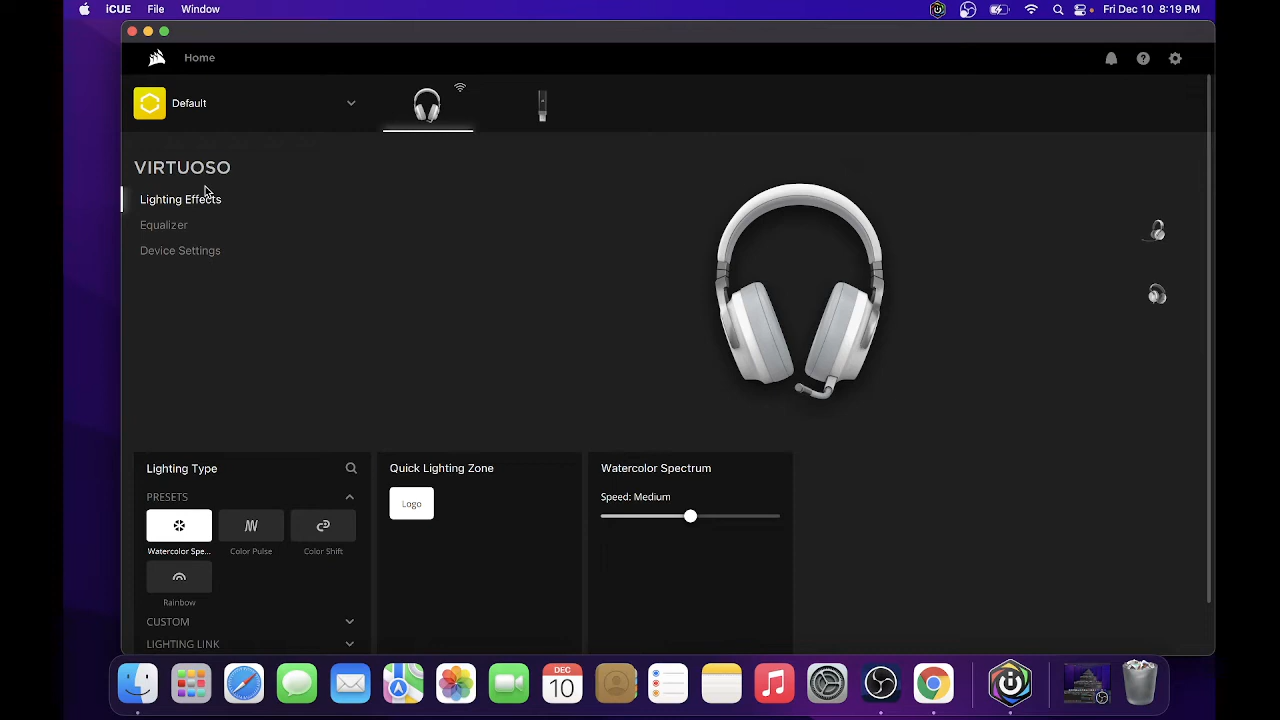 iCUE File Window Fri Dec 10 8:19 PM
Home
Default
VIRTUOSO
Lighting Effects
Equalizer
Device Settings
Lighting Type
PRESETS
Watercolor Spe...
Color Pulse
Color Shift
Rainbow
CUSTOM
LIGHTING LINK
Quick Lighting Zone
Logo
Watercolor Spectrum
Speed: Medium
DEC
10